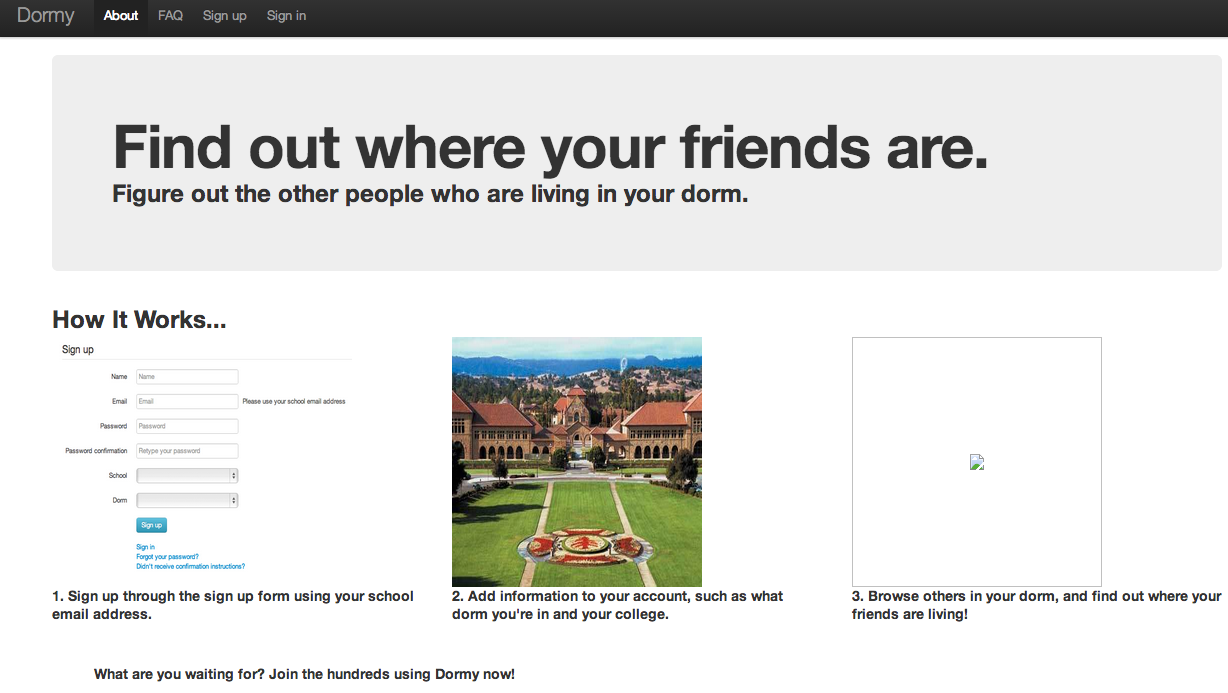 Dormy About FAQ Sign up Sign in
Find out where your friends are.
Figure out the other people who are living in your dorm.
How It Works...
Sign up
Name Name
Email Email Please use your school email address
Password Password
Password confirmation Retype your password
School
Dorm
Sign up
Sign in
Forgot your password?
Didn't receive confirmation instructions?
1. Sign up through the sign up form using your school
email address.
2. Add information to your account, such as what
dorm you're in and your college.
3. Browse others in your dorm, and find out where your
friends are living!
What are you waiting for? Join the hundreds using Dormy now!